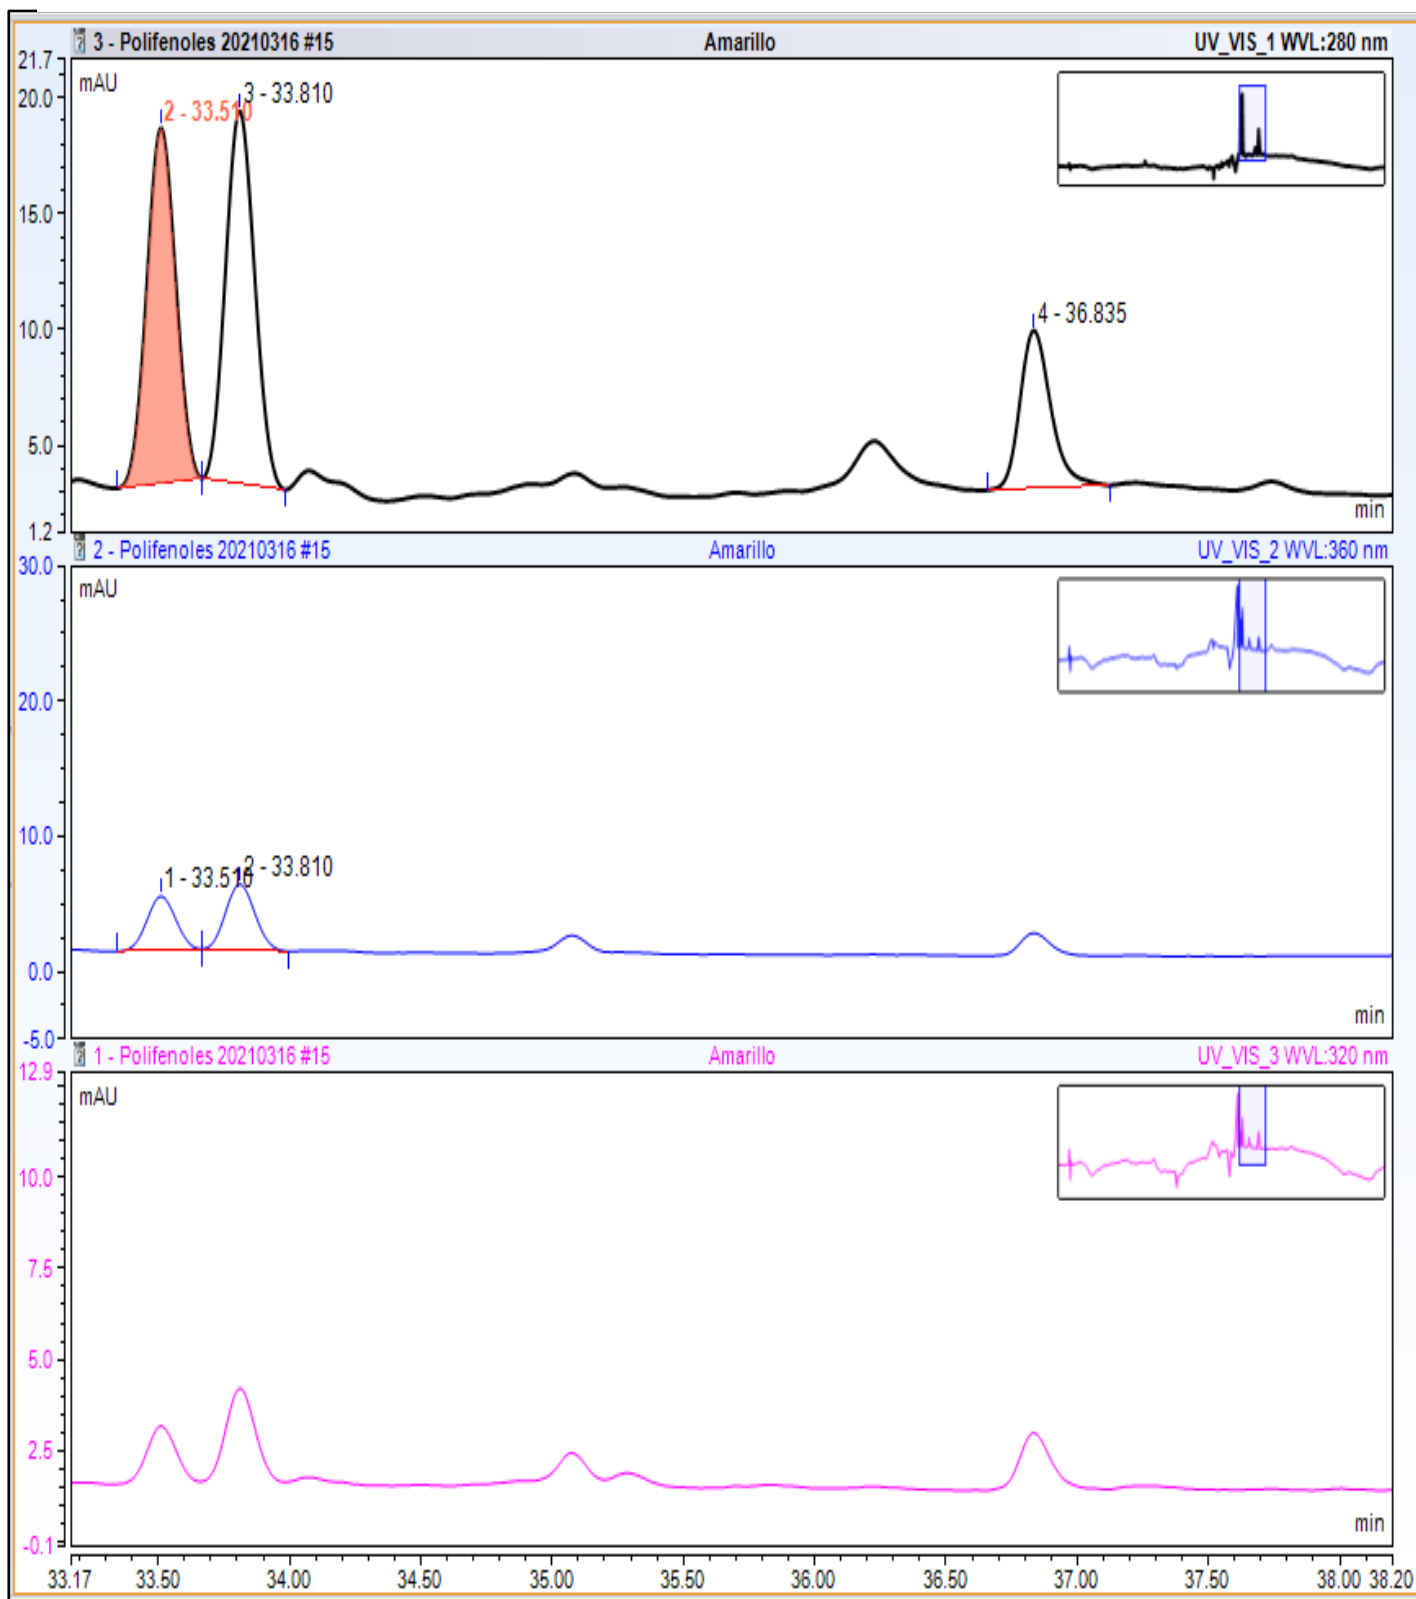 3 - Polifenoles 20210316 #15 Amarillo UV_VIS_1 WVL:280 nm
21.7
mAU
20.0
2 - 33.510
3 - 33.810
15.0
10.0
4 - 36.835
5.0
1.2
min
2 - Polifenoles 20210316 #15 Amarillo UV_VIS_2 WVL:360 nm
30.0
mAU
20.0
10.0
1 - 33.510
2 - 33.810
0.0
-5.0
min
1 - Polifenoles 20210316 #15 Amarillo UV_VIS_3 WVL:320 nm
12.9
mAU
10.0
7.5
5.0
2.5
-0.1
min
33.17 33.50 34.00 34.50 35.00 35.50 36.00 36.50 37.00 37.50 38.00 38.20